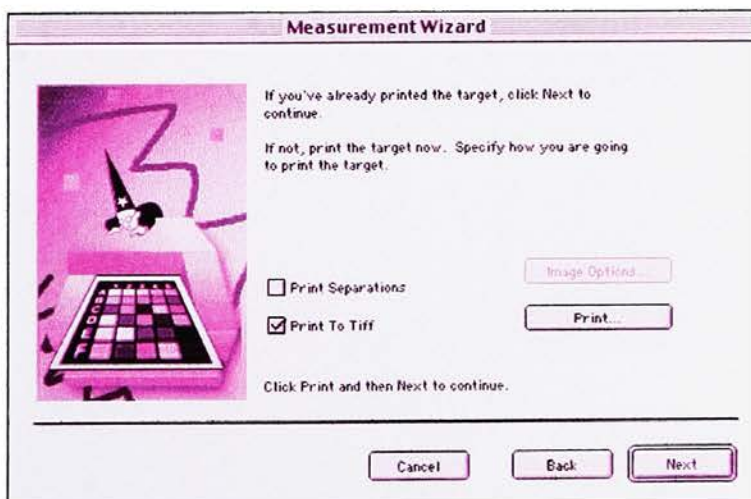 Measurement Wizard
If you've already printed the target, click Next to
continue.
If not, print the target now. Specify how you are going
to print the target.
Image Options...
Print Separations
Print To Tiff
Print...
Click Print and then Next to continue.
Cancel
Back
Next